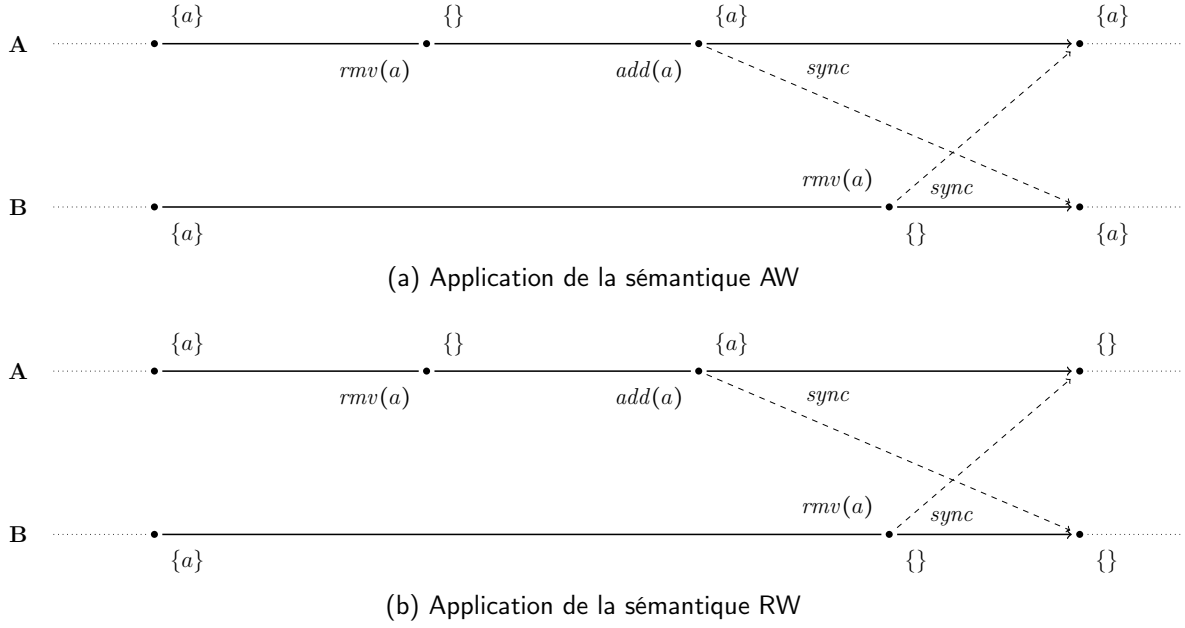 {a} {} {a} {a}
A
rmv(a) add(a) sync
rmv(a) sync
B
{a} {} {a}
(a) Application de la sémantique AW
{a} {} {a} {}
A
rmv(a) add(a) sync
rmv(a) sync
B
{a} {} {}
(b) Application de la sémantique RW